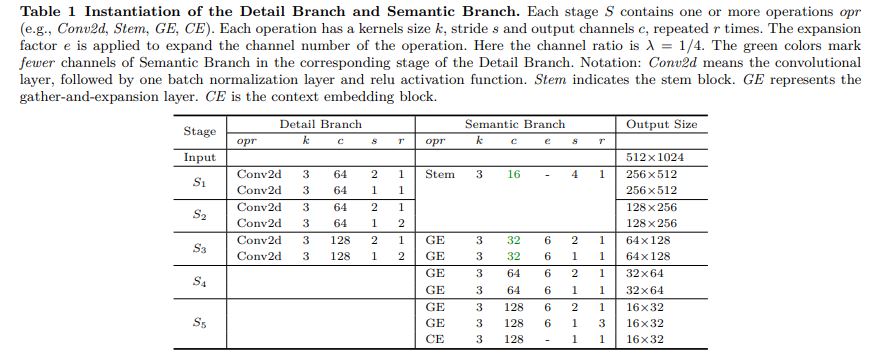 Table 1 Instantiation of the Detail Branch and Semantic Branch. Each stage S contains one or more operations opr
(e.g., Conv2d, Stem, GE, CE). Each operation has a kernels size k, stride s and output channels c, repeated r times. The expansion
factor e is applied to expand the channel number of the operation. Here the channel ratio is λ = 1/4. The green colors mark
fewer channels of Semantic Branch in the corresponding stage of the Detail Branch. Notation: Conv2d means the convolutional
layer, followed by one batch normalization layer and relu activation function. Stem indicates the stem block. GE represents the
gather-and-expansion layer. CE is the context embedding block.
Stage Detail Branch Semantic Branch Output Size
opr k c s r opr k c e s r
Input 512×1024
S1 Conv2d 3 64 2 1 Stem 3 16 - 4 1 256×512
Conv2d 3 64 1 1 256×512
S2 Conv2d 3 64 2 1 128×256
Conv2d 3 64 1 2 128×256
S3 Conv2d 3 128 2 1 GE 3 32 6 2 1 64×128
Conv2d 3 128 1 2 GE 3 32 6 1 1 64×128
S4 GE 3 64 6 2 1 32×64
GE 3 64 6 1 1 32×64
S5 GE 3 128 6 2 1 16×32
GE 3 128 6 1 3 16×32
CE 3 128 - 1 1 16×32